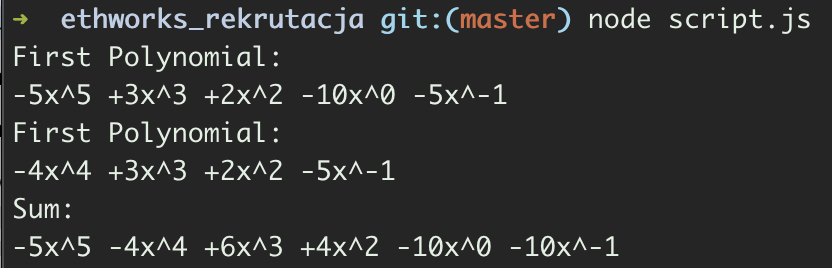 ➜  ethworks_rekrutacja git:(master) node script.js
First Polynomial:
-5x^5 +3x^3 +2x^2 -10x^0 -5x^-1
First Polynomial:
-4x^4 +3x^3 +2x^2 -5x^-1
Sum:
-5x^5 -4x^4 +6x^3 +4x^2 -10x^0 -10x^-1